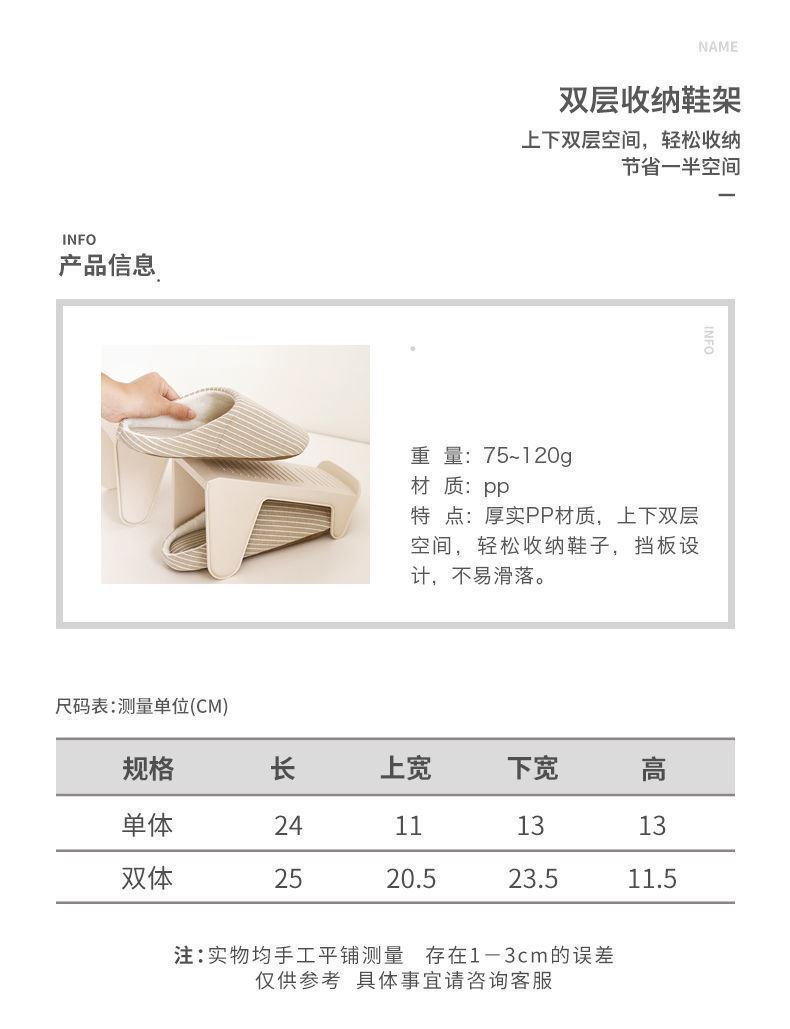 NAME
双层收纳鞋架
上下双层空间，轻松收纳
节省一半空间
INFO
产品信息.
INFO
重 量：75~120g
材 质：pp
特 点：厚实PP材质，上下双层
空间，轻松收纳鞋子，挡板设
计，不易滑落。
尺码表:测量单位(CM)
规格 长 上宽 下宽 高
单体 24 11 13 13
双体 25 20.5 23.5 11.5
注：实物均手工平铺测量 存在1－3cm的误差
仅供参考 具体事宜请咨询客服